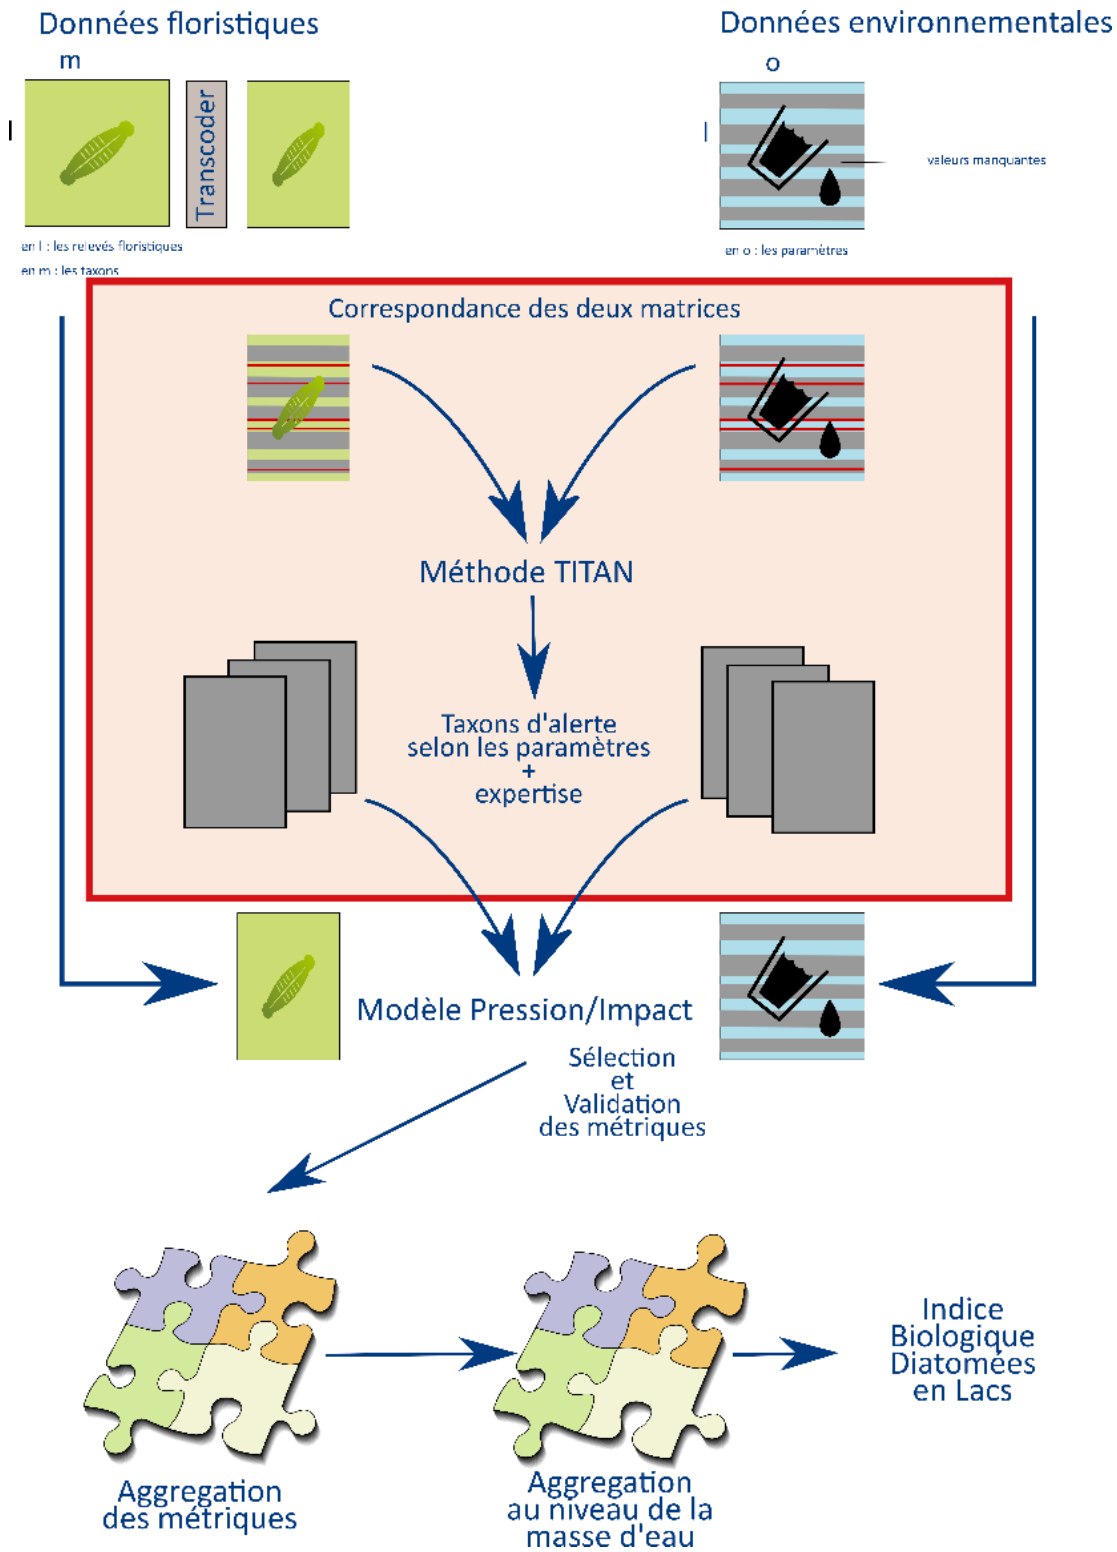 Données floristiques
Données environnementales
m
o
l
Transcoder
l
valeurs manquantes
en l : les relevés floristiques
en m : les taxons
en o : les paramètres
Correspondance des deux matrices
Méthode TITAN
Taxons d'alerte
selon les paramètres
+
expertise
Modèle Pression/Impact
Sélection
et
Validation
des métriques
Indice
Biologique
Diatomées
en Lacs
Aggregation
des métriques
Aggregation
au niveau de la
masse d'eau